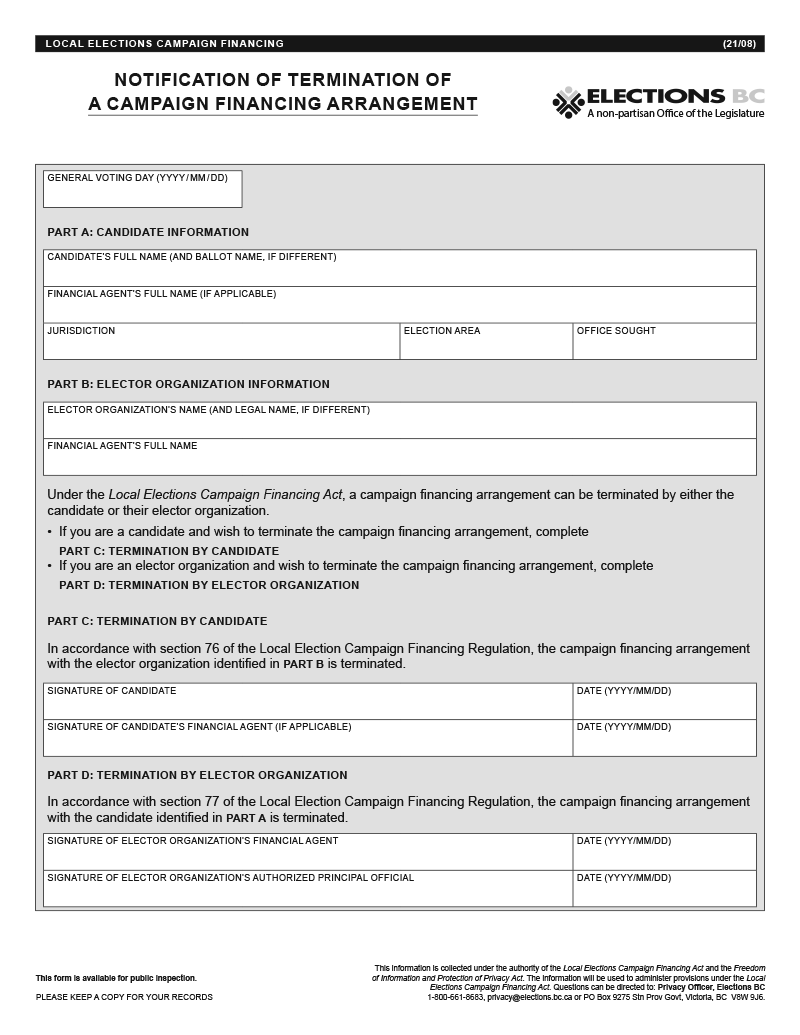 LOCAL ELECTIONS CAMPAIGN FINANCING (21/08)
NOTIFICATION OF TERMINATION OF
A CAMPAIGN FINANCING ARRANGEMENT
ELECTIONS BC
A non-partisan Office of the Legislature
GENERAL VOTING DAY (YYYY/MM/DD)
PART A: CANDIDATE INFORMATION
CANDIDATE'S FULL NAME (AND BALLOT NAME, IF DIFFERENT)
FINANCIAL AGENT'S FULL NAME (IF APPLICABLE)
JURISDICTION ELECTION AREA OFFICE SOUGHT
PART B: ELECTOR ORGANIZATION INFORMATION
ELECTOR ORGANIZATION'S NAME (AND LEGAL NAME, IF DIFFERENT)
FINANCIAL AGENT'S FULL NAME
Under the Local Elections Campaign Financing Act, a campaign financing arrangement can be terminated by either the
candidate or their elector organization.
• If you are a candidate and wish to terminate the campaign financing arrangement, complete
PART C: TERMINATION BY CANDIDATE
• If you are an elector organization and wish to terminate the campaign financing arrangement, complete
PART D: TERMINATION BY ELECTOR ORGANIZATION
PART C: TERMINATION BY CANDIDATE
In accordance with section 76 of the Local Election Campaign Financing Regulation, the campaign financing arrangement
with the elector organization identified in PART B is terminated.
SIGNATURE OF CANDIDATE DATE (YYYY/MM/DD)
SIGNATURE OF CANDIDATE'S FINANCIAL AGENT (IF APPLICABLE) DATE (YYYY/MM/DD)
PART D: TERMINATION BY ELECTOR ORGANIZATION
In accordance with section 77 of the Local Election Campaign Financing Regulation, the campaign financing arrangement
with the candidate identified in PART A is terminated.
SIGNATURE OF ELECTOR ORGANIZATION'S FINANCIAL AGENT DATE (YYYY/MM/DD)
SIGNATURE OF ELECTOR ORGANIZATION'S AUTHORIZED PRINCIPAL OFFICIAL DATE (YYYY/MM/DD)
This form is available for public inspection.
PLEASE KEEP A COPY FOR YOUR RECORDS
This information is collected under the authority of the Local Elections Campaign Financing Act and the Freedom
of Information and Protection of Privacy Act. The information will be used to administer provisions under the Local
Elections Campaign Financing Act. Questions can be directed to: Privacy Officer, Elections BC
1-800-661-8683, privacy@elections.bc.ca or PO Box 9275 Stn Prov Govt, Victoria, BC V8W 9J6.